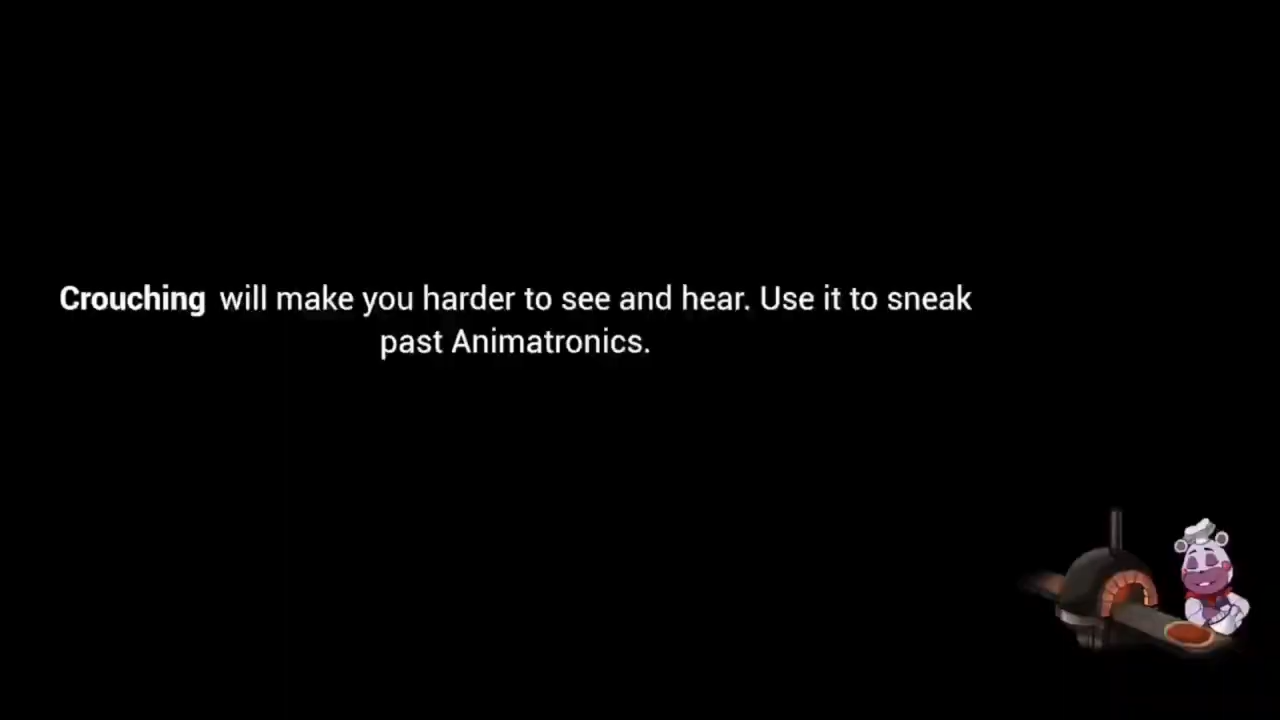 Crouching will make you harder to see and hear. Use it to sneak
past Animatronics.